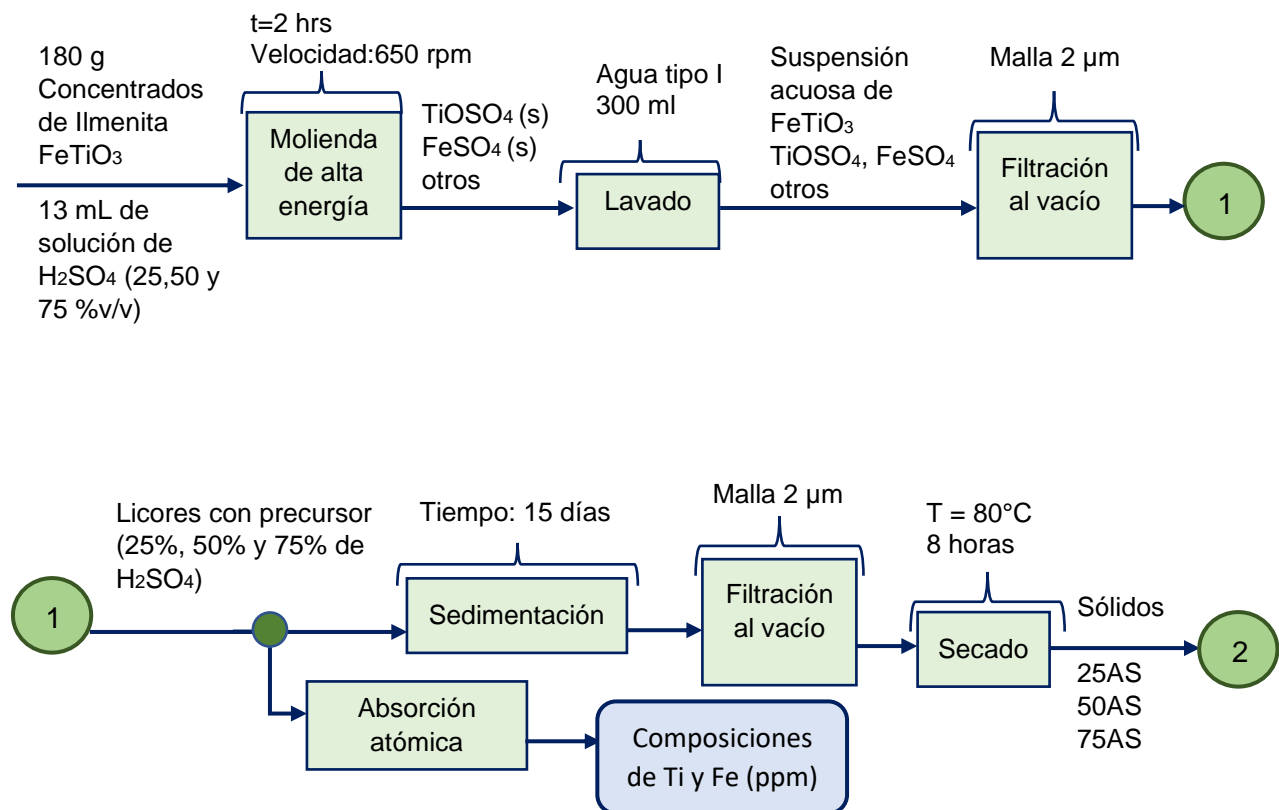 t=2 hrs
Velocidad:650 rpm
180 g
Concentrados
de Ilmenita
FeTiO3
13 mL de
solución de
H2SO4 (25,50 y
75 %v/v)
Molienda
de alta
energía
TiOSO4 (s)
FeSO4 (s)
otros
Agua tipo I
300 ml
Lavado
Suspensión
acuosa de
FeTiO3
TiOSO4, FeSO4
otros
Malla 2 µm
Filtración
al vacío
1
1
Licores con precursor
(25%, 50% y 75% de
H2SO4)
Tiempo: 15 días
Sedimentación
Absorción
atómica
Composiciones
de Ti y Fe (ppm)
Malla 2 µm
Filtración
al vacío
T = 80°C
8 horas
Secado
Sólidos
25AS
50AS
75AS
2